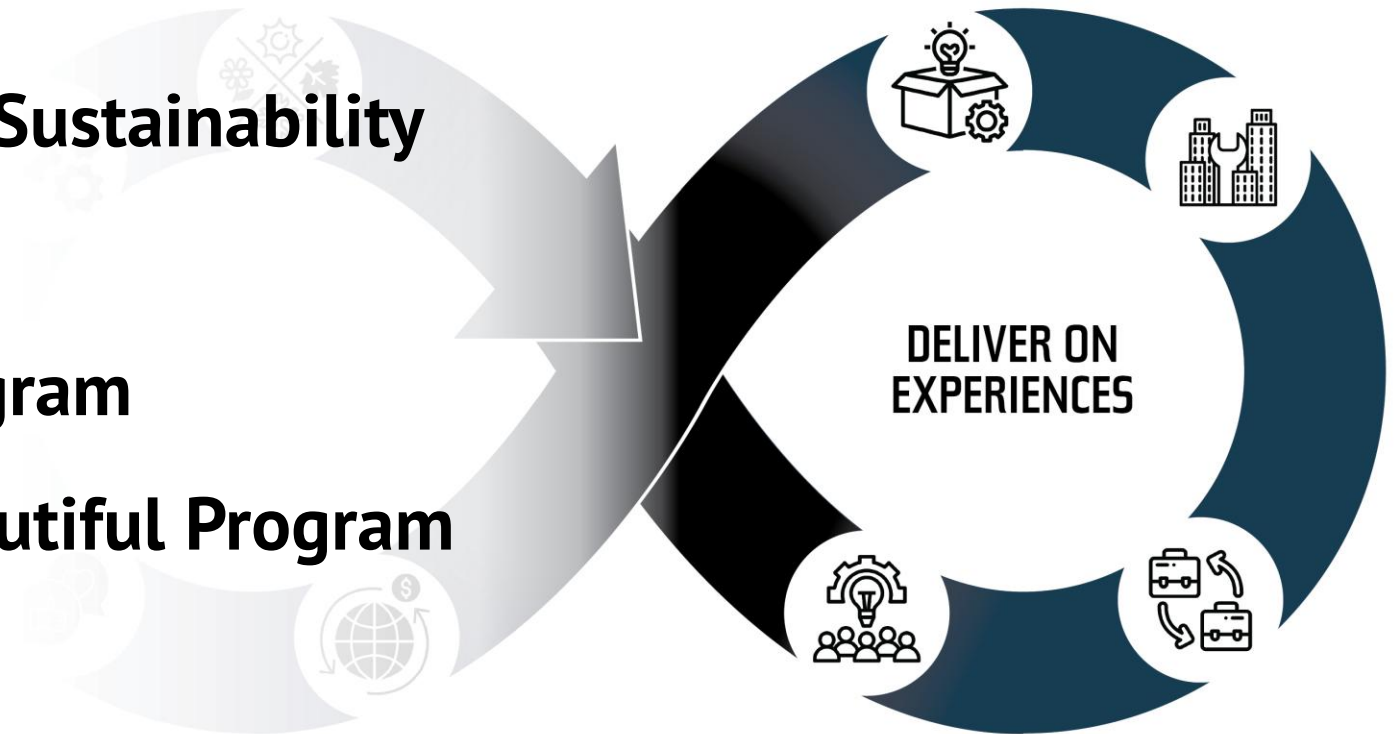 Sustainability
gram
utiful Program
DELIVER ON
EXPERIENCES
$